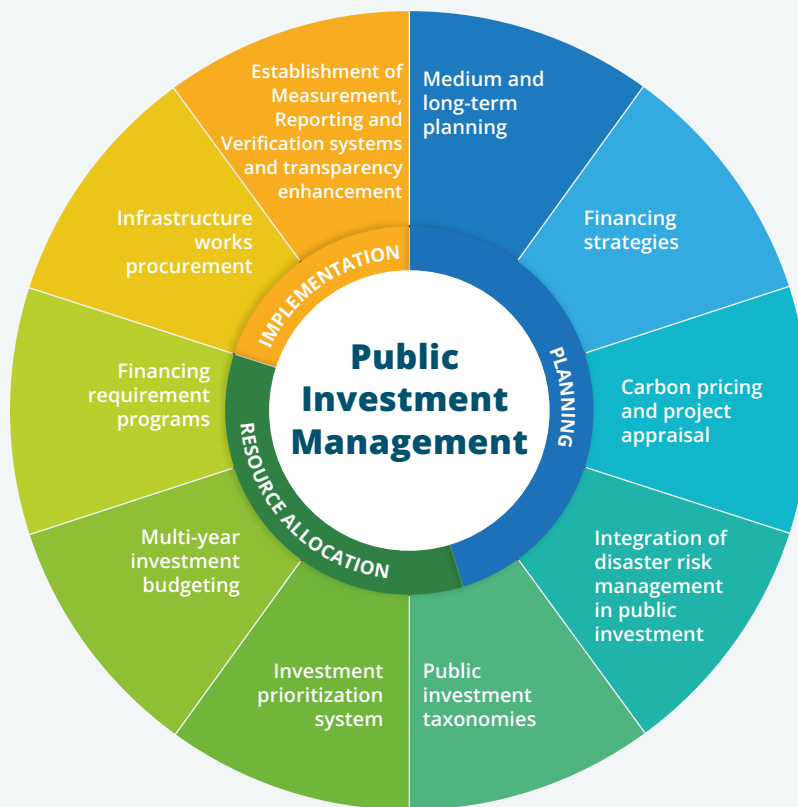 Public
Investment
Management
PLANNING
Medium and
long-term
planning
Financing
strategies
Carbon pricing
and project
appraisal
Integration of
disaster risk
management
in public
investment
Public
investment
taxonomies
RESOURCE ALLOCATION
Investment
prioritization
system
Multi-year
investment
budgeting
Financing
requirement
programs
IMPLEMENTATION
Infrastructure
works
procurement
Establishment of
Measurement,
Reporting and
Verification systems
and transparency
enhancement